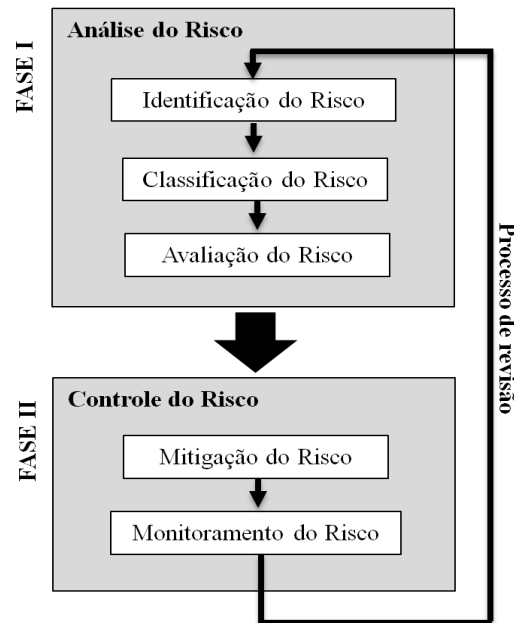 FASE I
Análise do Risco
Identificação do Risco
Classificação do Risco
Avaliação do Risco
Processo de revisão
FASE II
Controle do Risco
Mitigação do Risco
Monitoramento do Risco